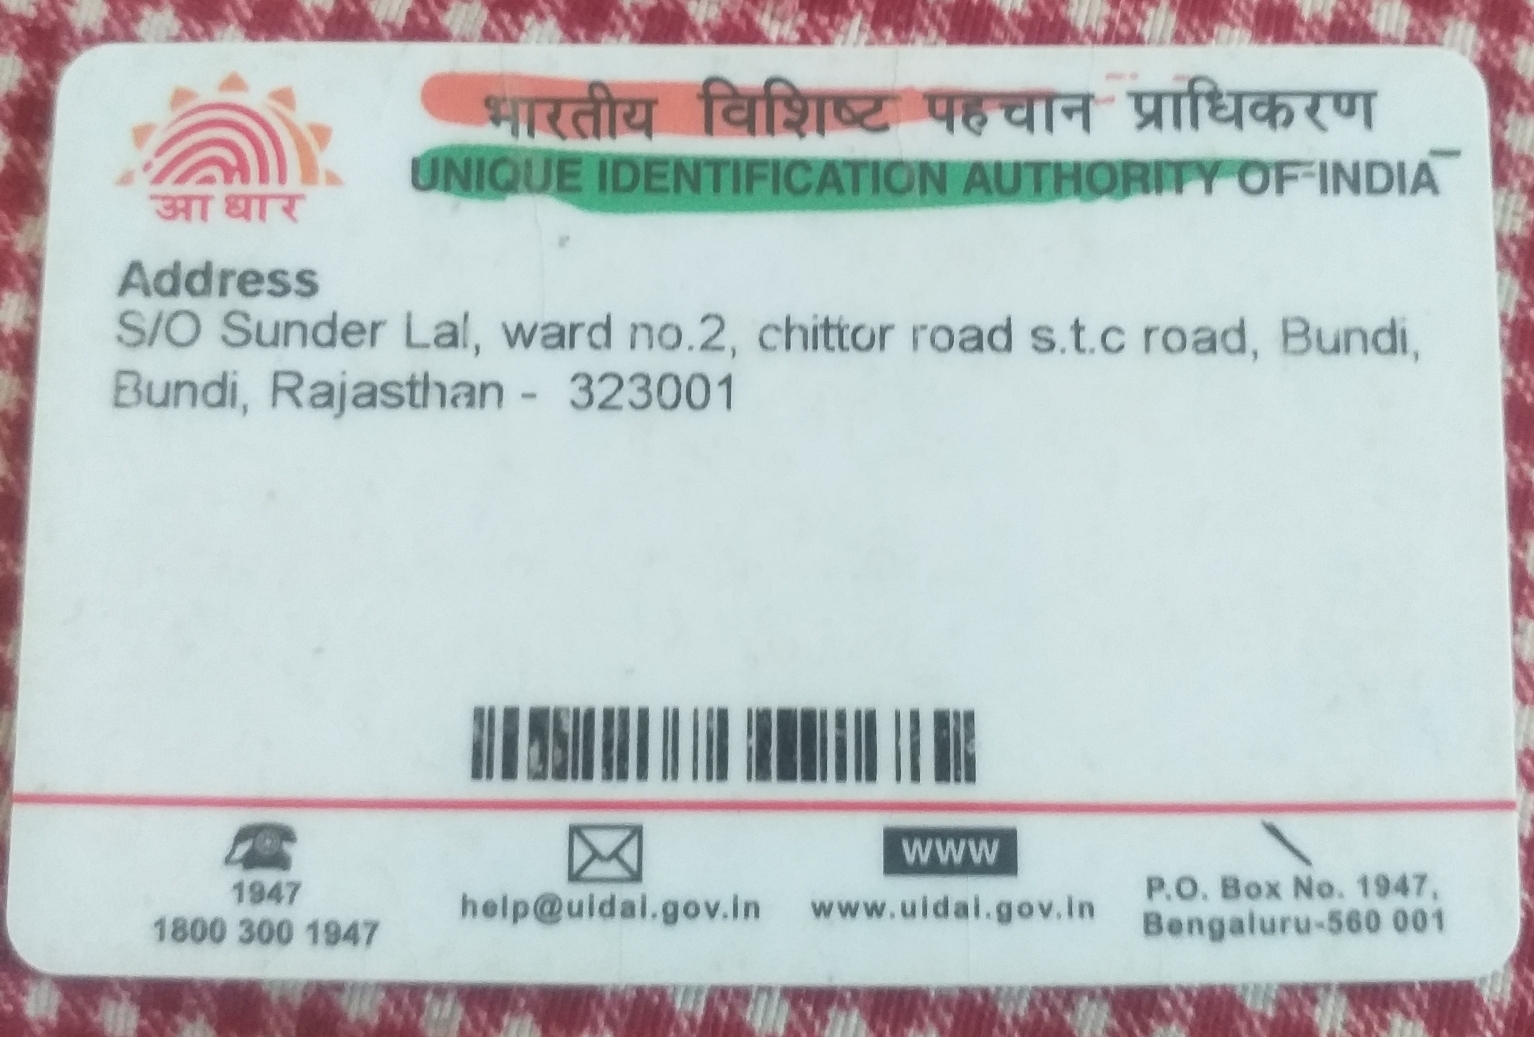 भारतीय विशिष्ट पहचान प्राधिकरण
UNIQUE IDENTIFICATION AUTHORITY OF INDIA
आधार
Address
S/O Sunder Lal, ward no.2, chittor road s.t.c road, Bundi,
Bundi, Rajasthan - 323001
1947
1800 300 1947
help@uidai.gov.in
WWW
www.uidai.gov.in
P.O. Box No. 1947,
Bengaluru-560 001